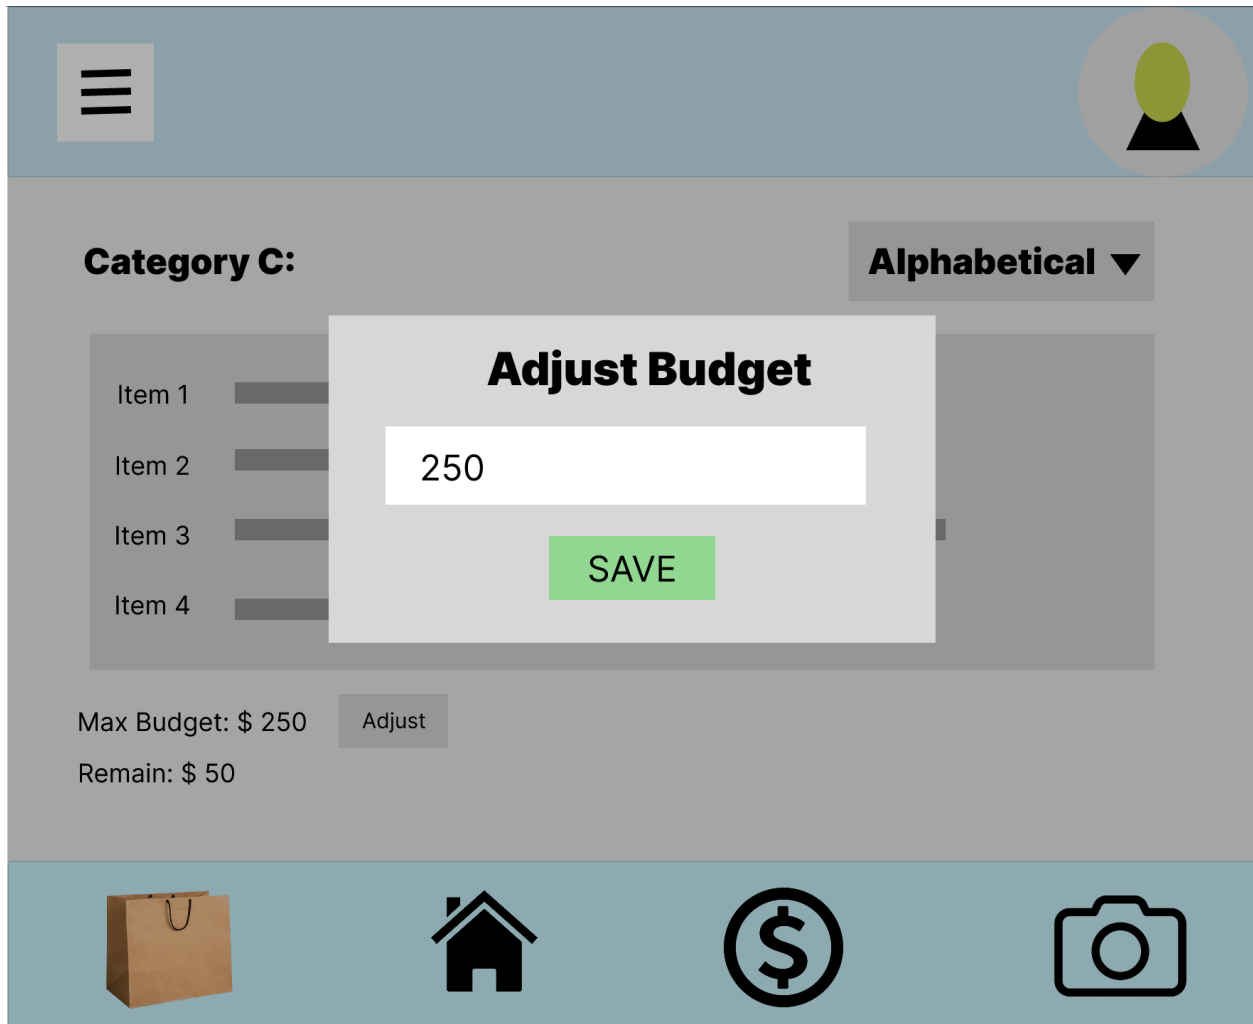 Category C:
Alphabetical
Adjust Budget
Item 1
250
Item 2
Item 3
SAVE
Item 4
Max Budget: $ 250
Adjust
Remain: $ 50
$